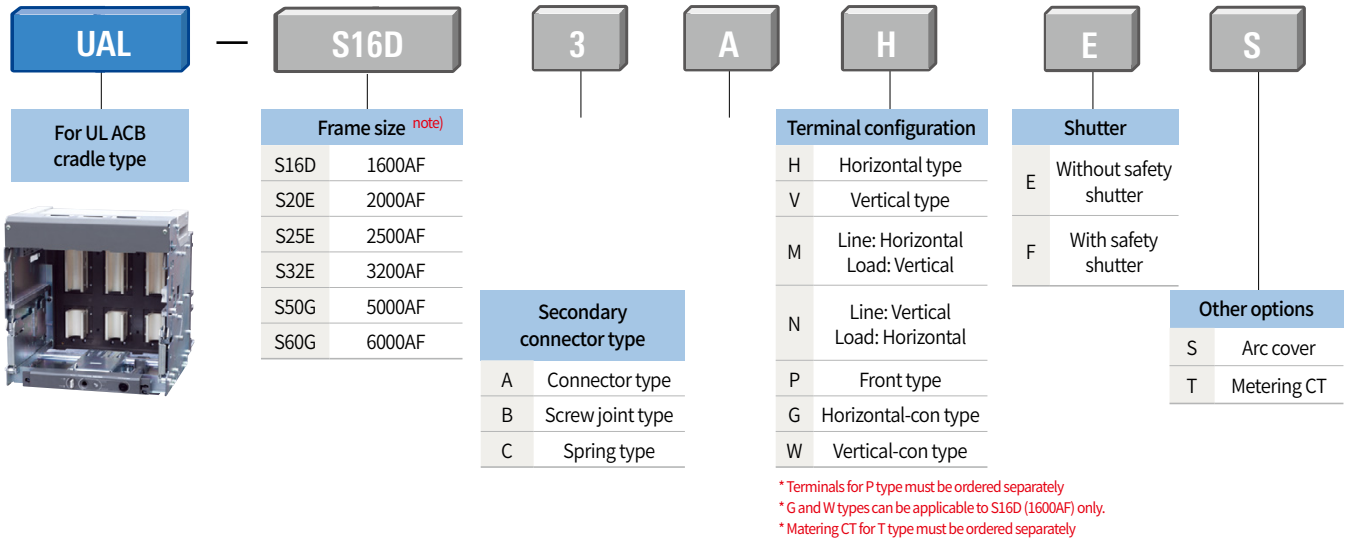 UAL — S16D 3 A H E S
For UL ACB
cradle type
Frame size note)
S16D 1600AF
S20E 2000AF
S25E 2500AF
S32E 3200AF
S50G 5000AF
S60G 6000AF
Secondary
connector type
A Connector type
B Screw joint type
C Spring type
Terminal configuration
H Horizontal type
V Vertical type
M Line: Horizontal
Load: Vertical
N Line: Vertical
Load: Horizontal
P Front type
G Horizontal-con type
W Vertical-con type
* Terminals for P type must be ordered separately
* G and W types can be applicable to S16D (1600AF) only.
* Matering CT for T type must be ordered separately
Shutter
E Without safety
shutter
F With safety
shutter
Other options
S Arc cover
T Metering CT